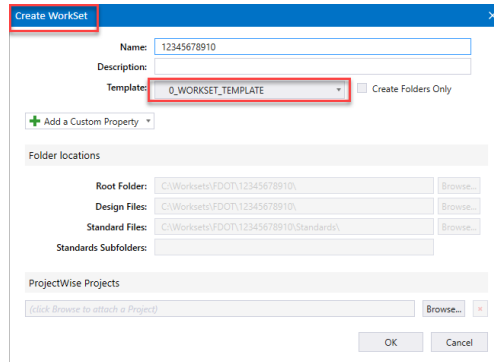 Create WorkSet
Name: 12345678910
Description:
Template: 0_WORKSET_TEMPLATE Create Folders Only
Add a Custom Property
Folder locations
Root Folder: C:\Worksets\FDOT\12345678910\ Browse...
Design Files: C:\Worksets\FDOT\12345678910\ Browse...
Standard Files: C:\Worksets\FDOT\12345678910\Standards\ Browse...
Standards Subfolders:
ProjectWise Projects
(click Browse to attach a Project) Browse...
OK Cancel